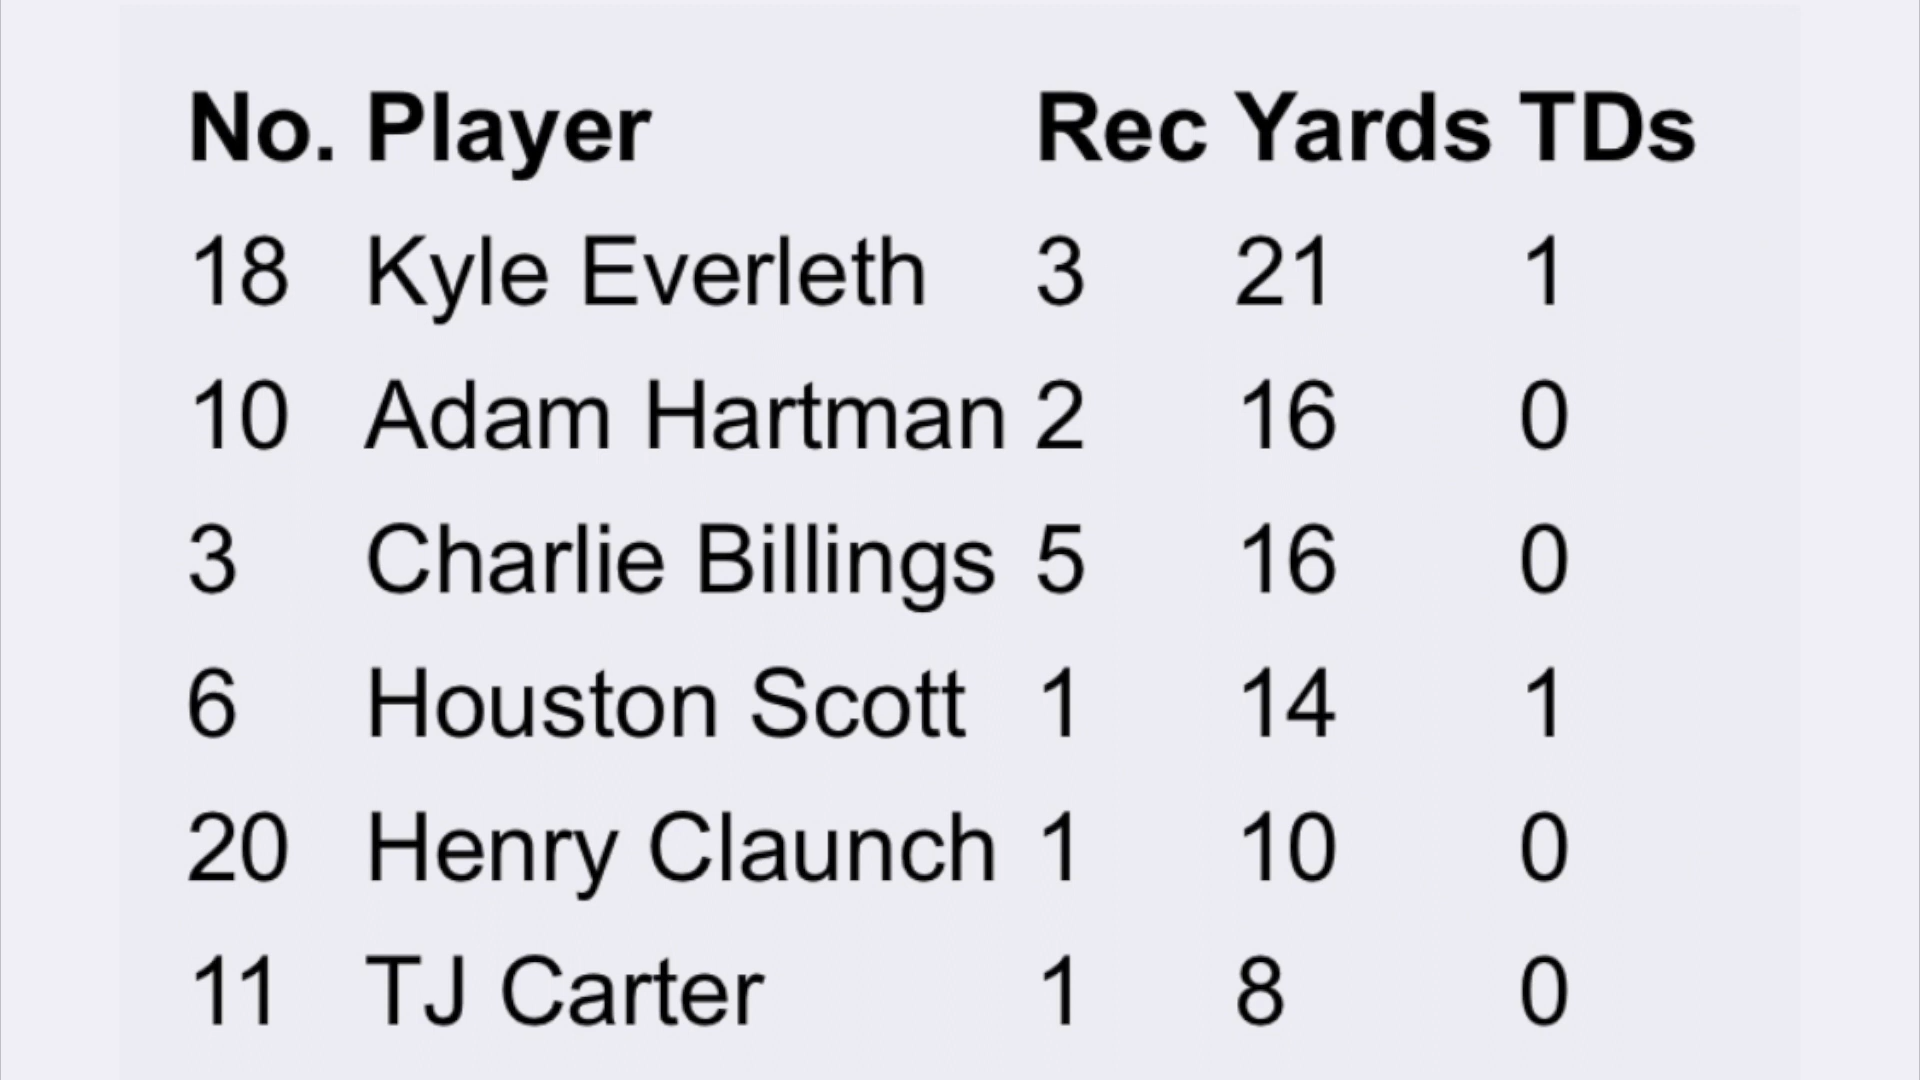 No. Player Rec Yards TDs
18 Kyle Everleth 3 21 1
10 Adam Hartman 2 16 0
3 Charlie Billings 5 16 0
6 Houston Scott 1 14 1
20 Henry Claunch 1 10 0
11 TJ Carter 1 8 0